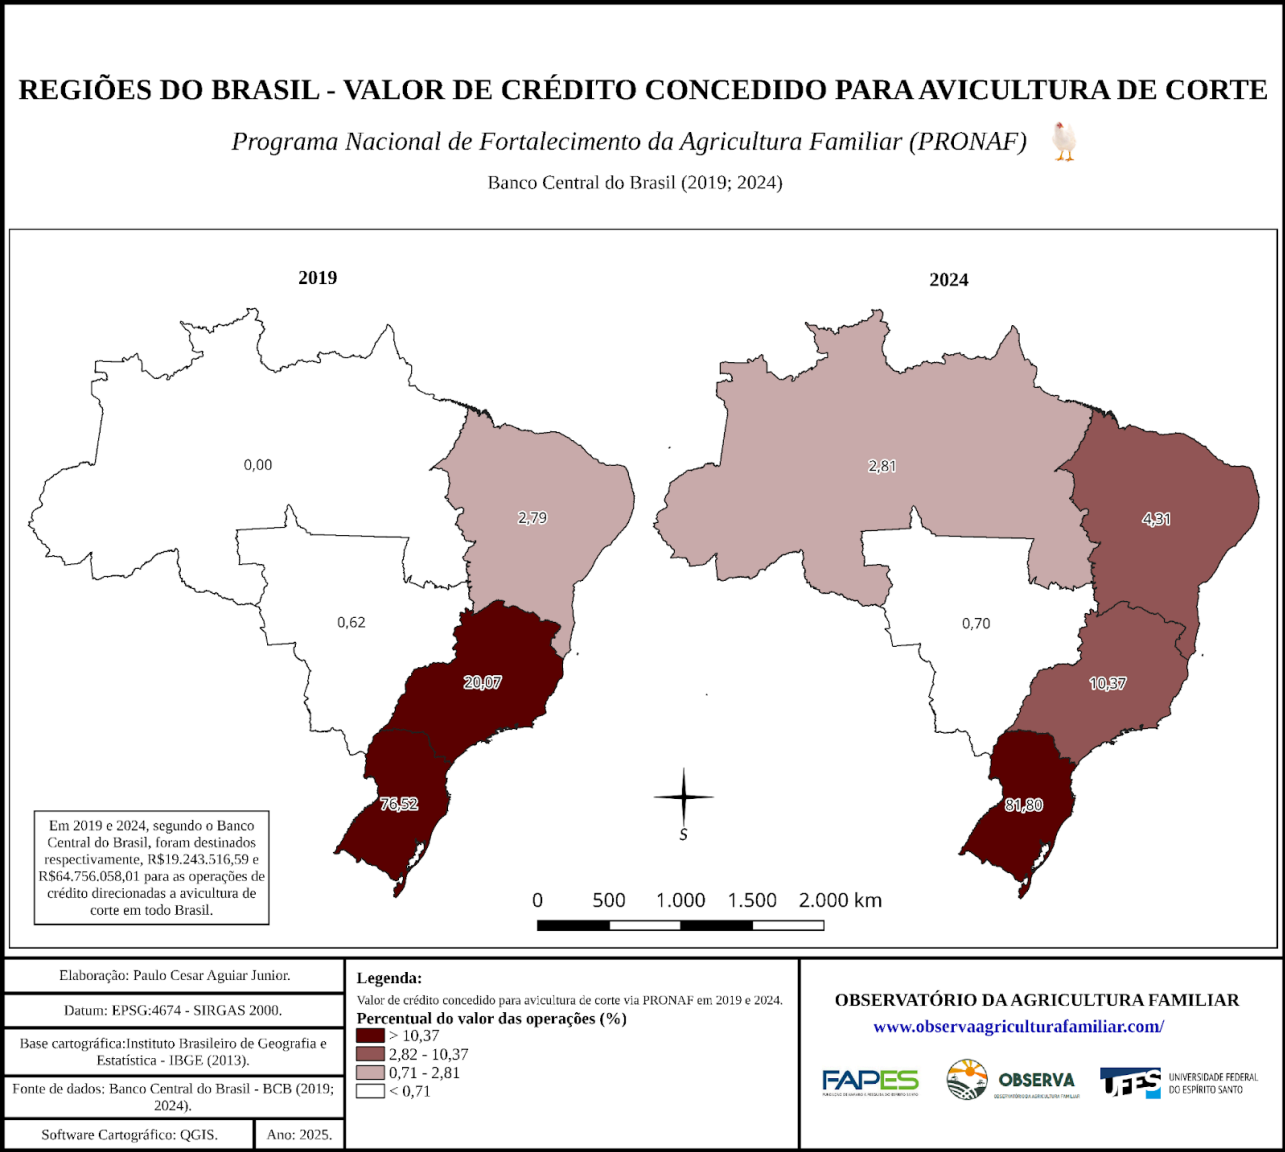 REGIÕES DO BRASIL - VALOR DE CRÉDITO CONCEDIDO PARA AVICULTURA DE CORTE
Programa Nacional de Fortalecimento da Agricultura Familiar (PRONAF)
Banco Central do Brasil (2019; 2024)
2019
0,00
2,79
0,62
20,07
76,52
2024
2,81
4,31
0,70
10,37
81,80
S
Em 2019 e 2024, segundo o Banco
Central do Brasil, foram destinados
respectivamente, R$19.243.516,59 e
R$64.756.058,01 para as operações de
crédito direcionadas a avicultura de
corte em todo Brasil.
0 500 1.000 1.500 2.000 km
Elaboração: Paulo Cesar Aguiar Junior.
Datum: EPSG:4674 - SIRGAS 2000.
Base cartográfica:Instituto Brasileiro de Geografia e
Estatística - IBGE (2013).
Fonte de dados: Banco Central do Brasil - BCB (2019;
2024).
Software Cartográfico: QGIS.
Ano: 2025.
Legenda:
Valor de crédito concedido para avicultura de corte via PRONAF em 2019 e 2024.
Percentual do valor das operações (%)
> 10,37
2,82 - 10,37
0,71 - 2,81
< 0,71
OBSERVATÓRIO DA AGRICULTURA FAMILIAR
www.observaagriculturafamiliar.com/
FAPES
OBSERVA
OBSERVATÓRIO DA AGRICULTURA FAMILIAR
UFES
UNIVERSIDADE FEDERAL
DO ESPÍRITO SANTO